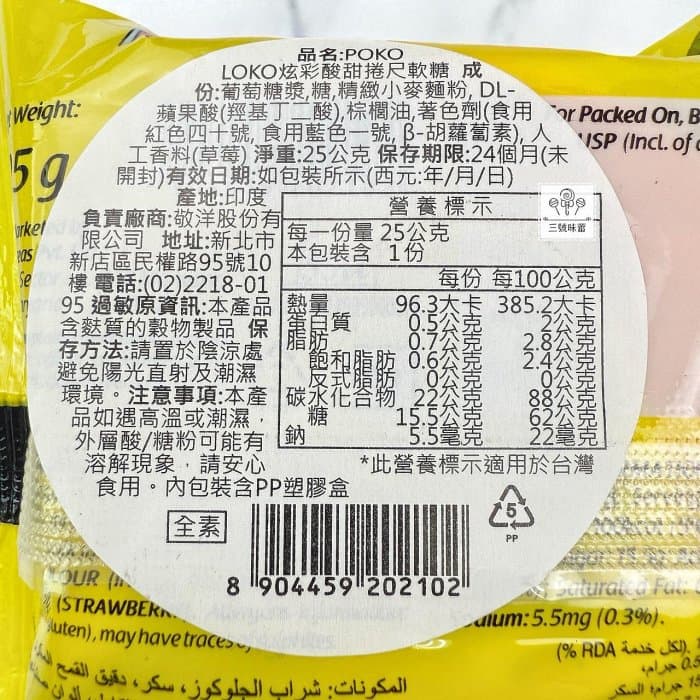 品名:POKO
LOKO炫彩酸甜捲尺軟糖 成
份:葡萄糖漿,糖,精緻小麥麵粉, DL-
蘋果酸(羥基丁二酸),棕櫚油,著色劑(食用
紅色四十號, 食用藍色一號, β-胡蘿蔔素), 人
工香料(草莓) 淨重:25公克 保存期限:24個月(未
開封)有效日期:如包裝所示(西元:年/月/日)
產地:印度
負責廠商:敬洋股份有
限公司 地址:新北市
新店區民權路95號10
樓 電話:(02)2218-01
95 過敏原資訊:本產品
含麩質的穀物製品 保
存方法:請置於陰涼處
避免陽光直射及潮濕
環境。注意事項:本產
品如遇高溫或潮濕,
外層酸/糖粉可能有
溶解現象,請安心
食用。內包裝含PP塑膠盒
營養標示
每一份量 25公克
本包裝含 1份
每份 每100公克
熱量 96.3大卡 385.2大卡
蛋白質 0.5公克 2公克
脂肪 0.7公克 2.8公克
飽和脂肪 0.6公克 2.4公克
反式脂肪 0公克 0公克
碳水化合物 22公克 88公克
糖 15.5公克 62公克
鈉 5.5毫克 22毫克
*此營養標示適用於台灣
全素
8 904459 202102
5
PP
三號味蕾
Weight:
5 g
or Packed On, B
USP (Incl. of
LOUR
(STRAWBERR
gluten), may have traces of
Saturated Fat:
dium: 5.5mg (0.3%).
(% RDA لكل خدمة
المكونات: شراب الجلوكوز، سكر، دقيق القمح